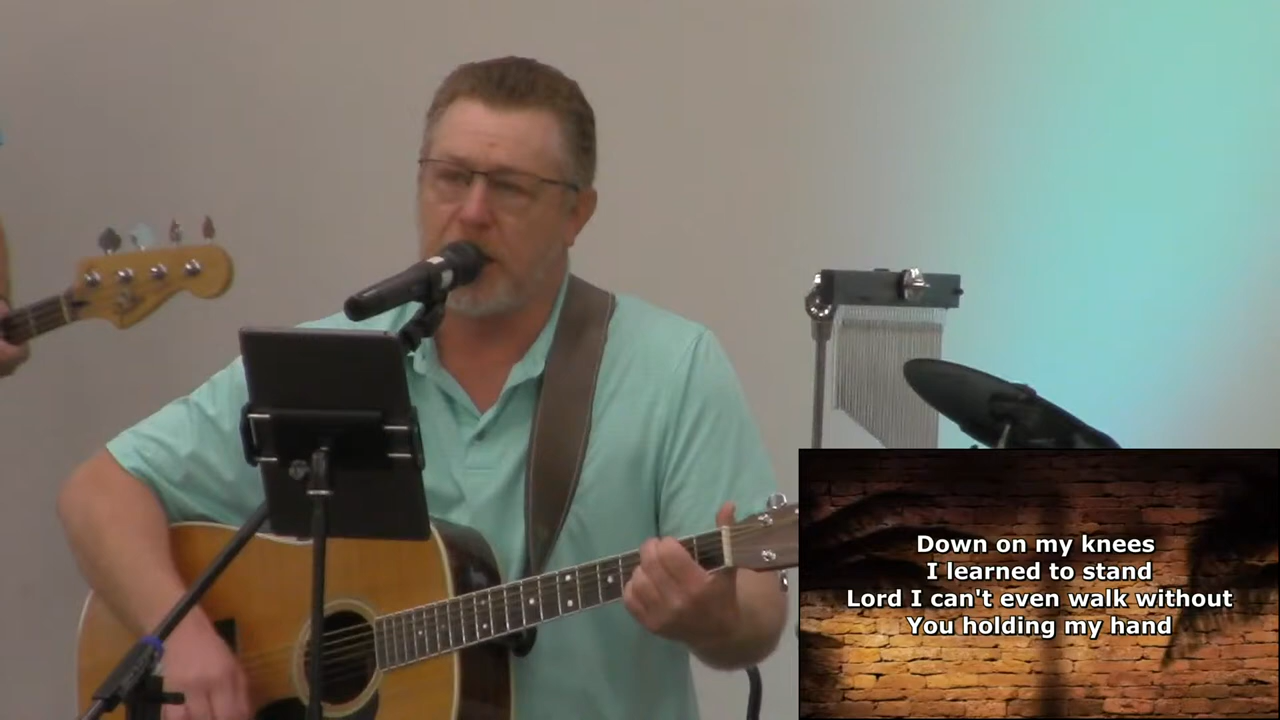 Down on my knees
I learned to stand
Lord I can't even walk without
You holding my hand